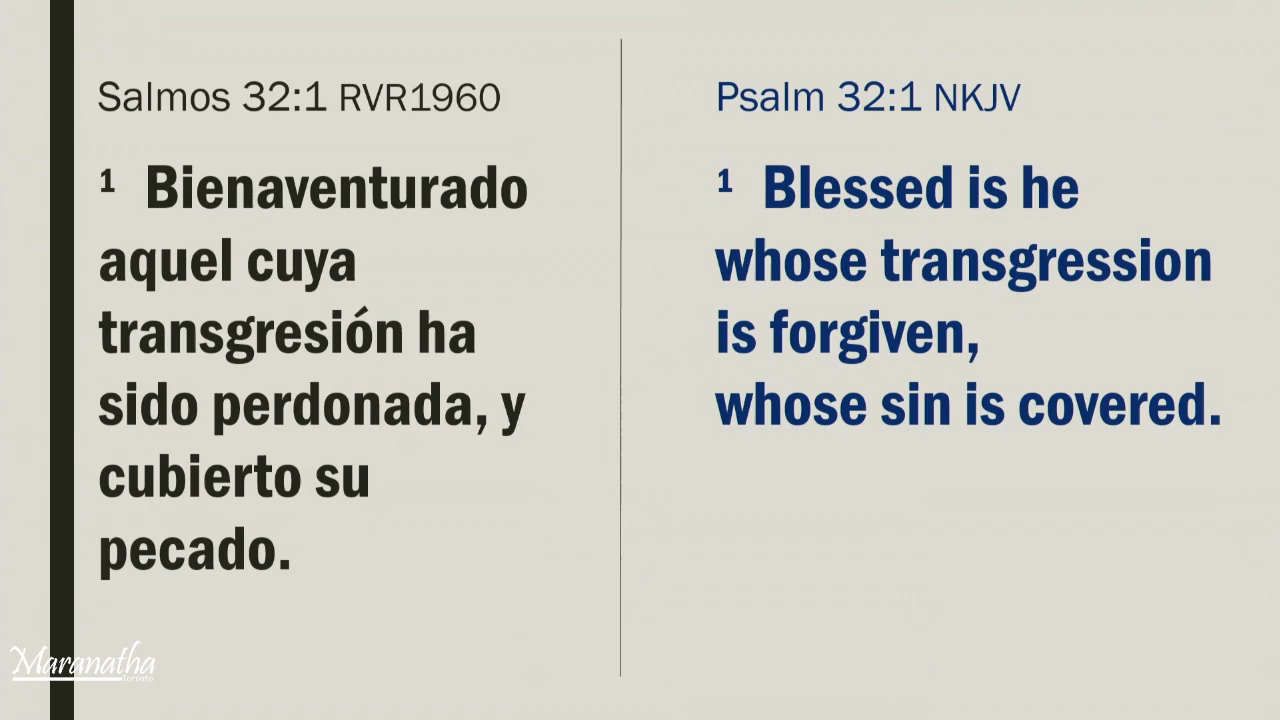 Salmos 32:1 RVR1960
1 Bienaventurado
aquel cuya
transgresión ha
sido perdonada, y
cubierto su
pecado.
Psalm 32:1 NKJV
1 Blessed is he
whose transgression
is forgiven,
whose sin is covered.
Maranatha
Toronto